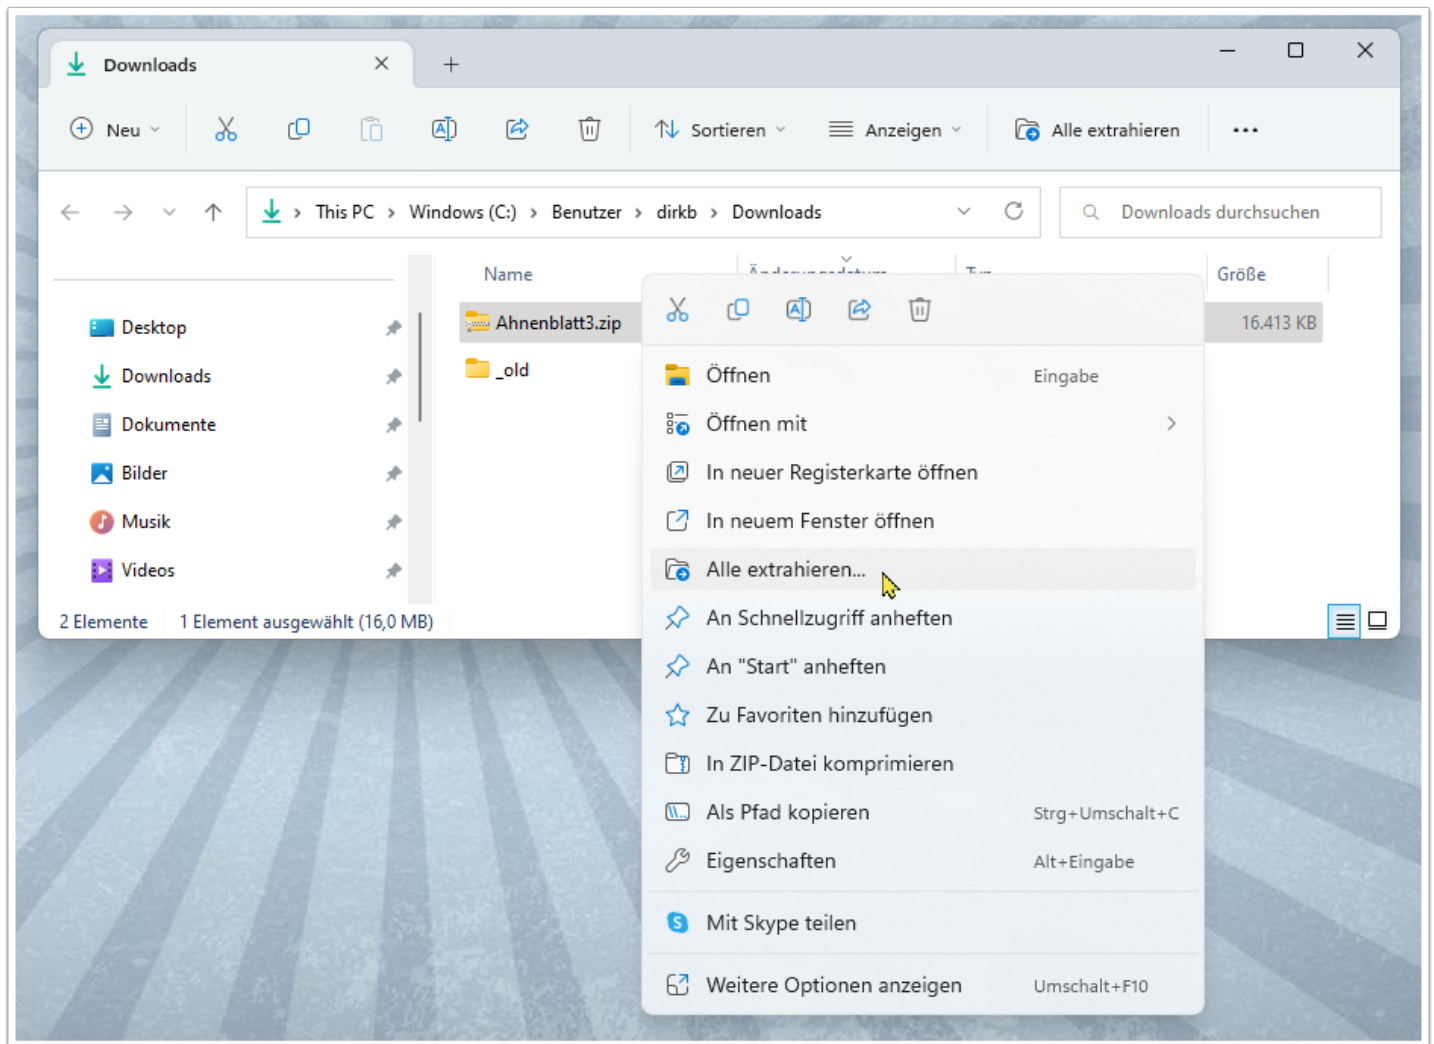 Downloads
Neu
Sortieren
Anzeigen
Alle extrahieren
This PC > Windows (C:) > Benutzer > dirkb > Downloads
Downloads durchsuchen
Name
Änderungsdatum
Typ
Größe
Desktop
Downloads
Dokumente
Bilder
Musik
Videos
Ahnenblatt3.zip
16.413 KB
_old
Öffnen Eingabe
Öffnen mit
In neuer Registerkarte öffnen
In neuem Fenster öffnen
Alle extrahieren...
An Schnellzugriff anheften
An "Start" anheften
Zu Favoriten hinzufügen
In ZIP-Datei komprimieren
Als Pfad kopieren Strg+Umschalt+C
Eigenschaften Alt+Eingabe
Mit Skype teilen
Weitere Optionen anzeigen Umschalt+F10
2 Elemente
1 Element ausgewählt (16,0 MB)